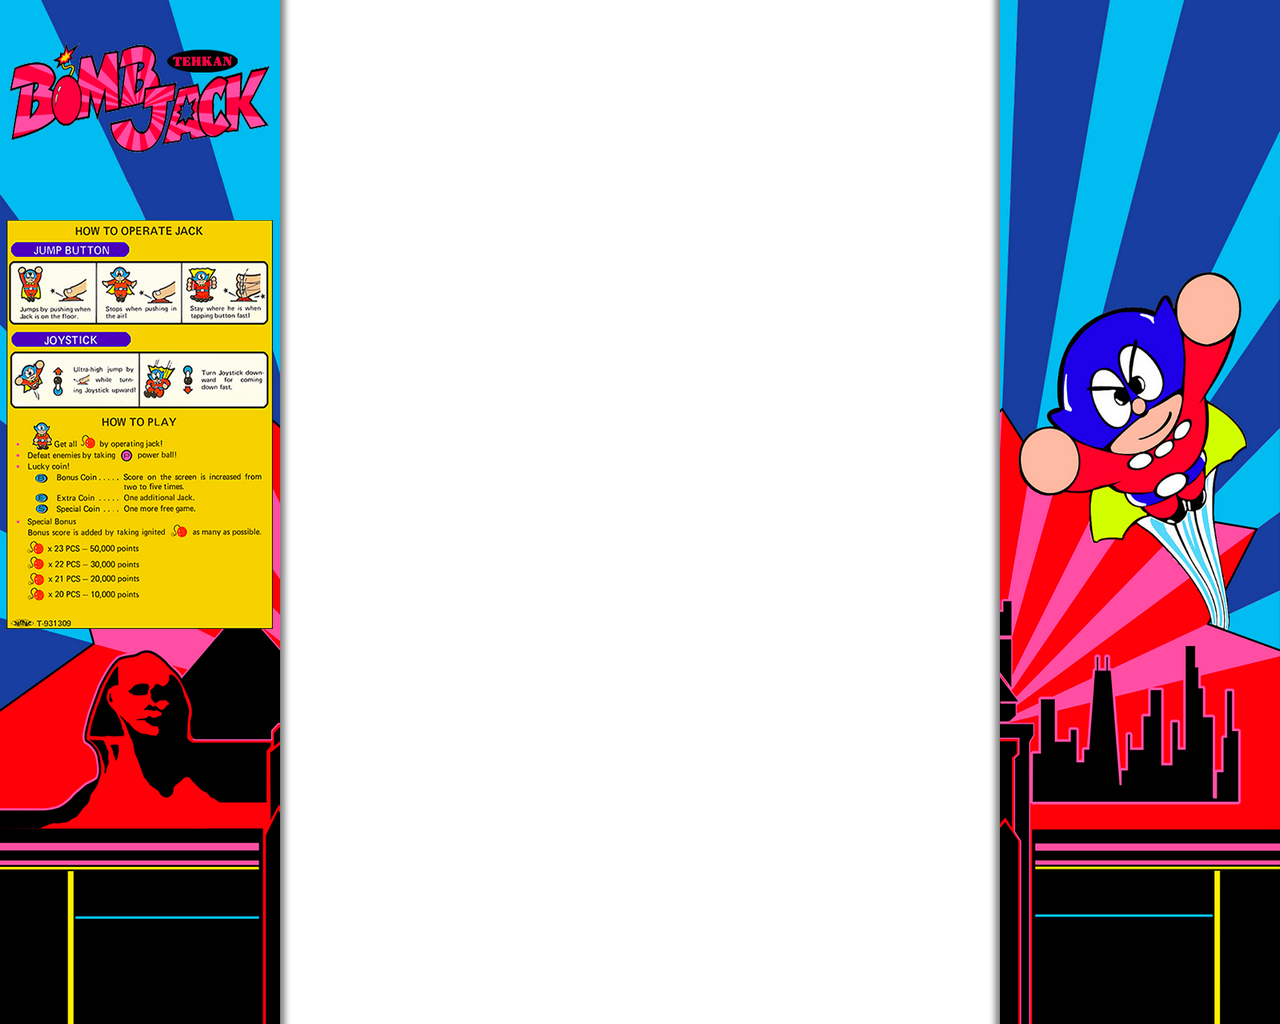 TEHKAN
BOMB
JACK
HOW TO OPERATE JACK
JUMP BUTTON
Jumps by pushing when
Jack is on the floor.
Stops when pushing in
the air!
Stay where he is when
tapping button fast!
JOYSTICK
Ultra-high jump by
while turn-
ing Joystick upward!
Turn Joystick down-
ward for coming
down fast.
HOW TO PLAY
Get all by operating jack!
Defeat enemies by taking P power ball!
Lucky coin!
B Bonus Coin ..... Score on the screen is increased from
two to five times.
E Extra Coin ..... One additional Jack.
S Special Coin .... One more free game.
Special Bonus
Bonus score is added by taking ignited as many as possible.
x 23 PCS — 50,000 points
x 22 PCS — 30,000 points
x 21 PCS — 20,000 points
x 20 PCS — 10,000 points
T-931309